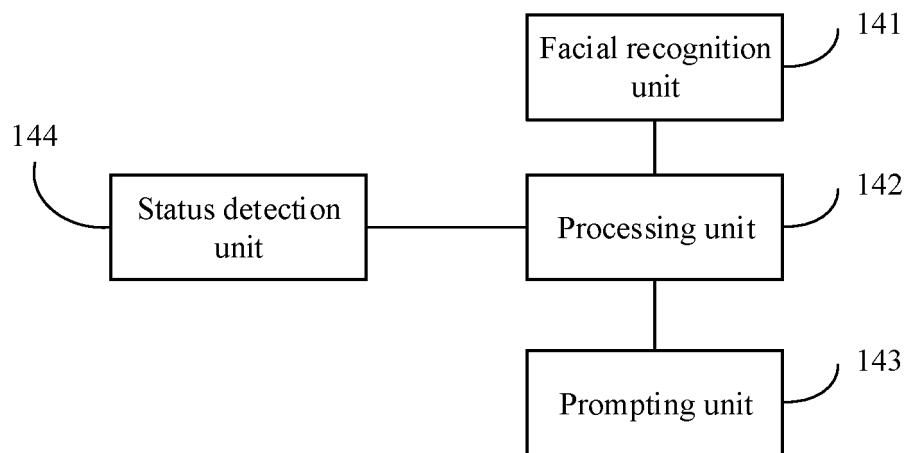 141
Facial recognition
unit
144
142
Status detection
unit
Processing unit
143
Prompting unit